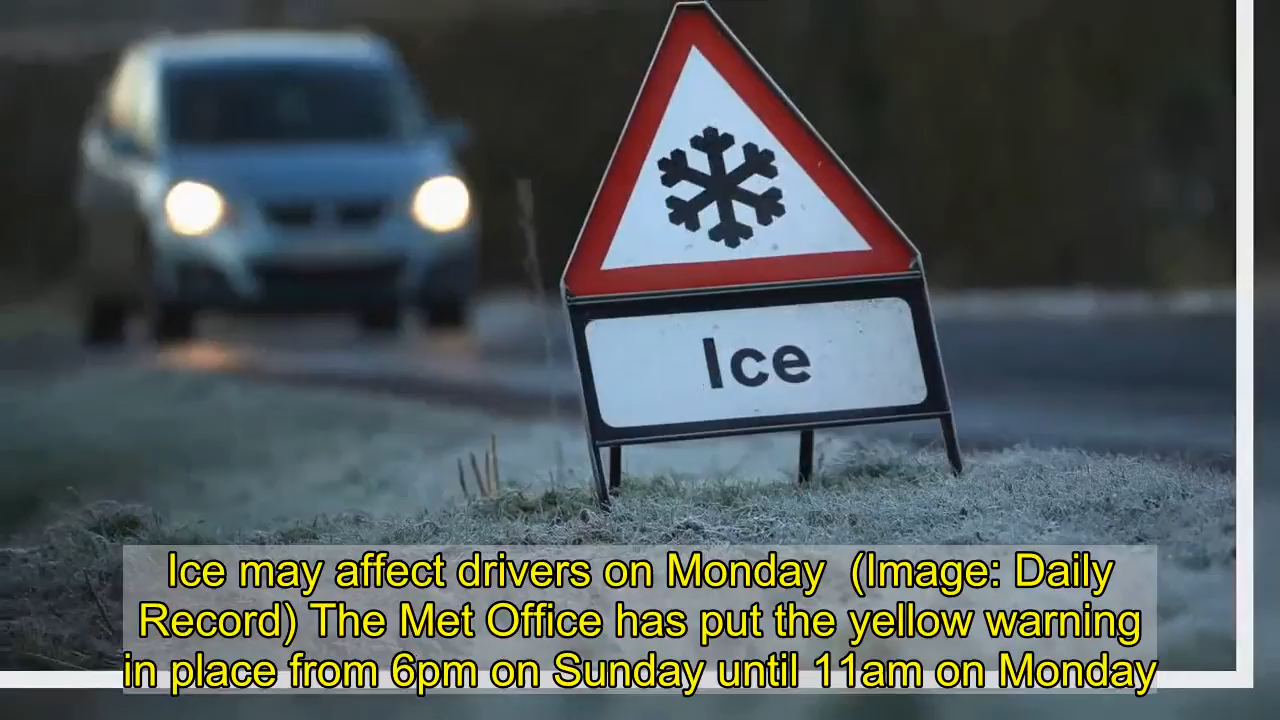 Ice
Ice may affect drivers on Monday  (Image: Daily
Record) The Met Office has put the yellow warning
in place from 6pm on Sunday until 11am on Monday